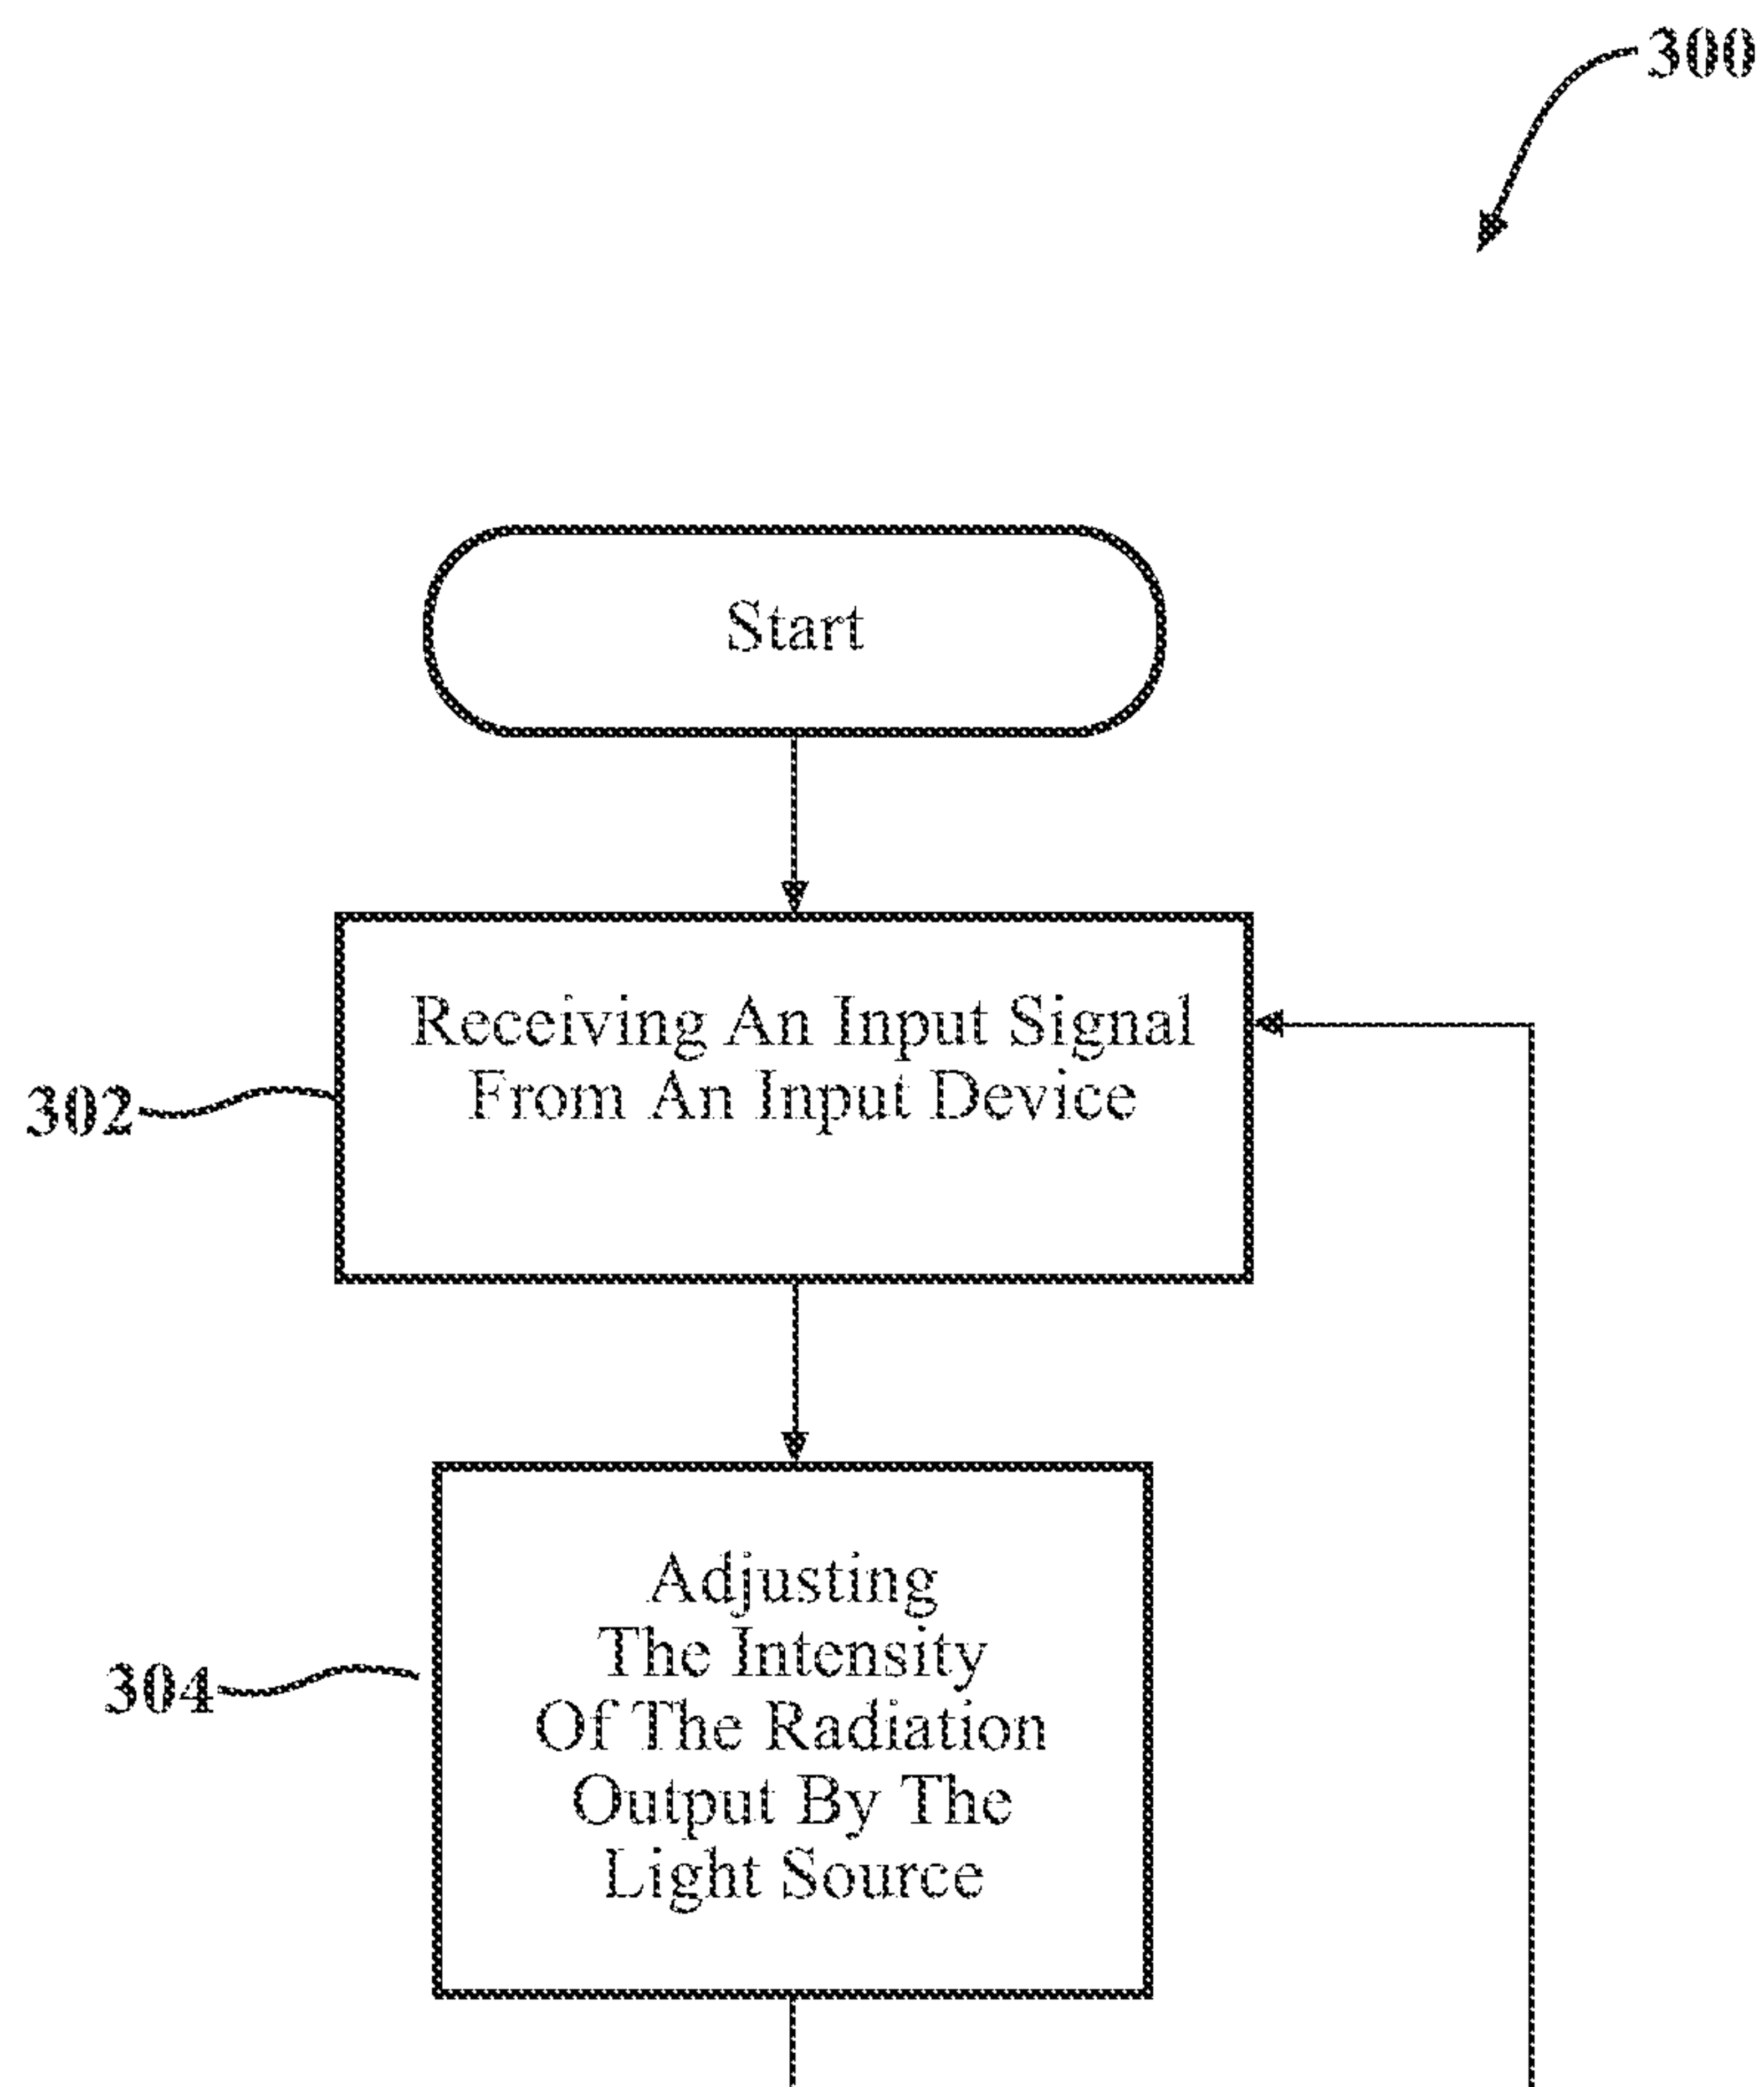 300
Start
Receiving An Input Signal
From An Input Device
302
Adjusting
The Intensity
Of The Radiation
Output By The
Light Source
304